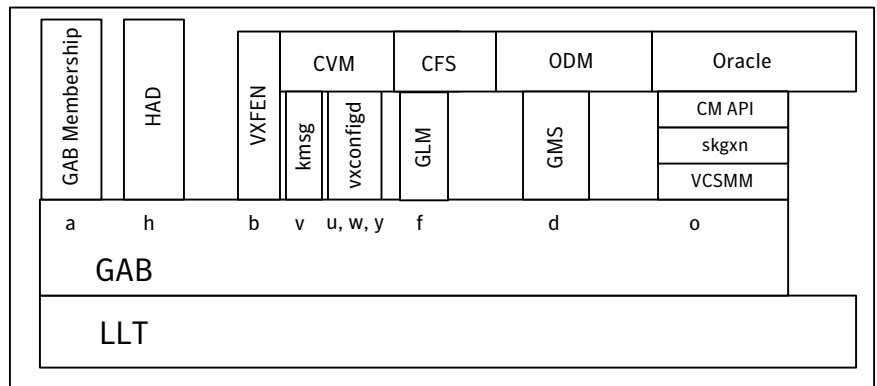 CVM CFS ODM Oracle
GAB Membership
HAD
VXFEN
kmsg
vxconfigd
GLM
GMS
CM API
skgxn
VCSMM
a h b v u, w, y f d o
GAB
LLT